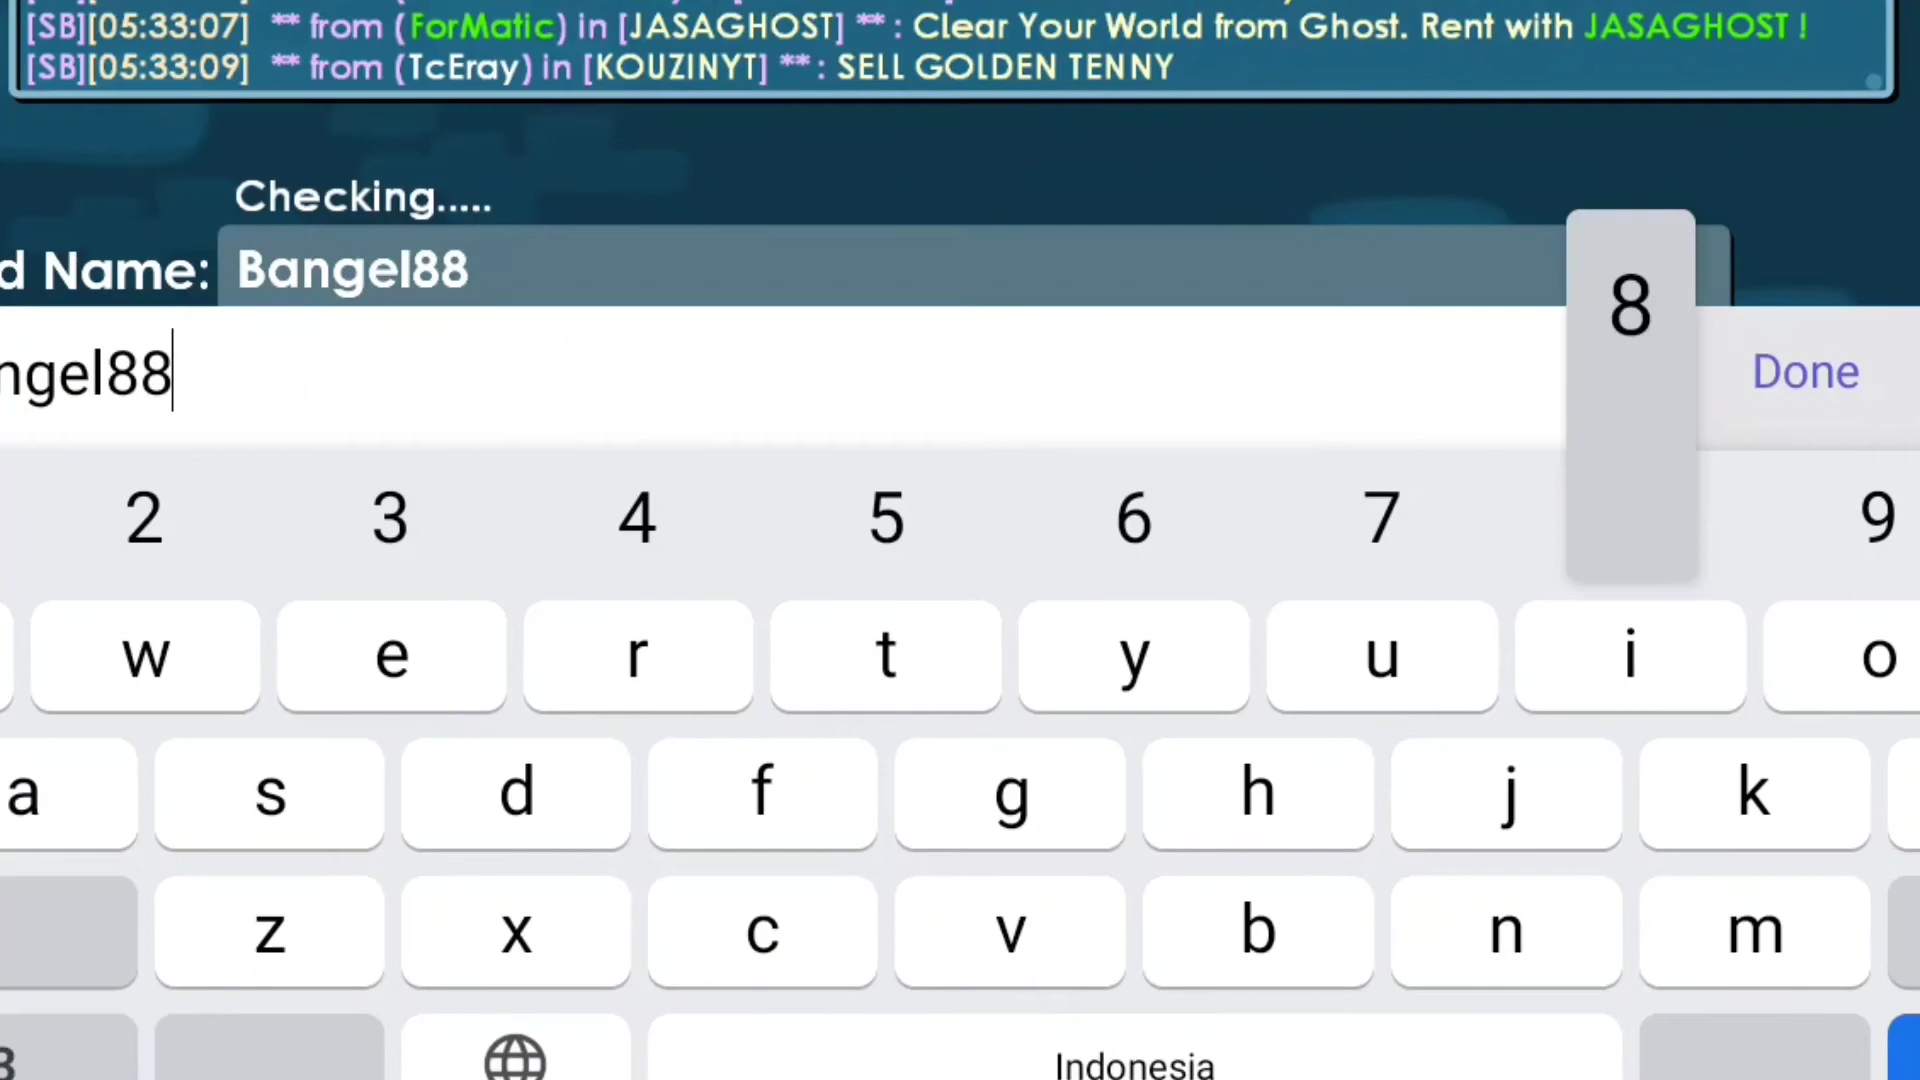 [SB][05:33:07] ** from (ForMatic) in [JASAGHOST] ** : Clear Your World from Ghost. Rent with JASAGHOST !
[SB][05:33:09] ** from (TcEray) in [KOUZINYT] ** : SELL GOLDEN TENNY
Checking.....
d Name: Bangel88
ngel88
Done
8
2 3 4 5 6 7 9
w e r t y u i o
a s d f g h j k
z x c v b n m
3 Indonesia